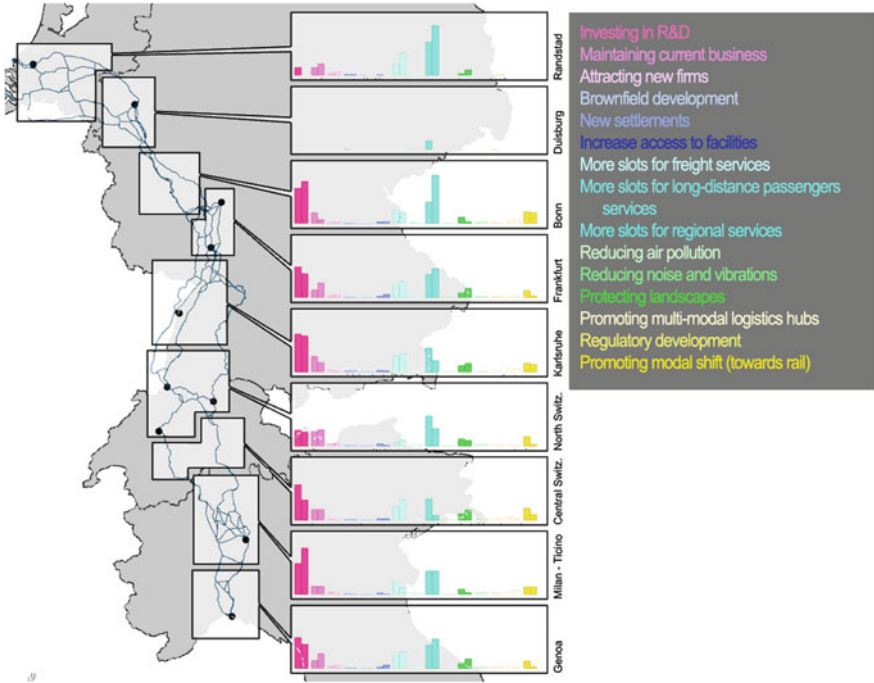 Randstad
Duisburg
Bonn
Frankfurt
Karlsruhe
North Switz.
Central Switz.
Milan - Ticino
Genoa
Investing in R&D
Maintaining current business
Attracting new firms
Brownfield development
New settlements
Increase access to facilities
More slots for freight services
More slots for long-distance passengers
services
More slots for regional services
Reducing air pollution
Reducing noise and vibrations
Protecting landscapes
Promoting multi-modal logistics hubs
Regulatory development
Promoting modal shift (towards rail)